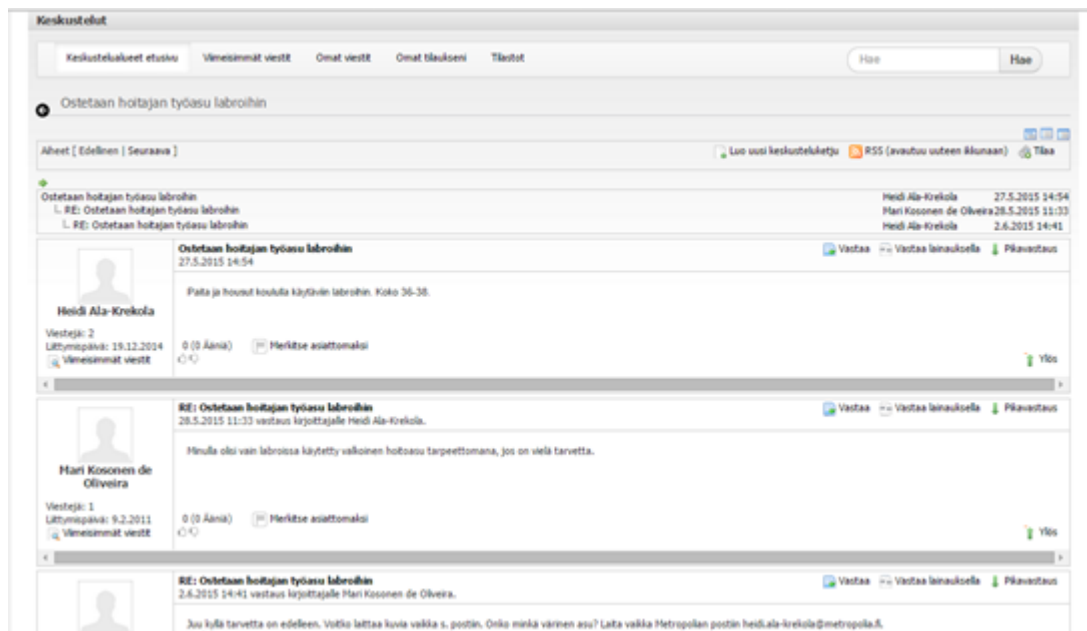 Keskustelut
Keskustelualueet etusivu Viimeisimmät viestit Omat viestit Omat tilaukseni Tilastot Hae Hae
Ostetaan hoitajan työasu labroihin
Aiheet [ Edellinen | Seuraava ] Luo uusi keskusteluketju RSS (avautuu uuteen ikkunaan) Tilaa
Ostetaan hoitajan työasu labroihin Heidi Ala-Krekola 27.5.2015 14:54
RE: Ostetaan hoitajan työasu labroihin Mari Kosonen de Oliveira 28.5.2015 11:33
RE: Ostetaan hoitajan työasu labroihin Heidi Ala-Krekola 2.6.2015 14:41
Ostetaan hoitajan työasu labroihin Vastaa Vastaa lainauksella Pikavastaus
27.5.2015 14:54
Paita ja housut koululla käytäviin labroihin. Koko 36-38.
Heidi Ala-Krekola
Viestejä: 2
Liittymispäivä: 19.12.2014 0 (0 Ääniä) Merkitse asiattomaksi
Viimeisimmät viestit Ylös
RE: Ostetaan hoitajan työasu labroihin Vastaa Vastaa lainauksella Pikavastaus
28.5.2015 11:33 vastaus kirjoittajalle Heidi Ala-Krekola.
Minulla olisi vain labroissa käytetty valkoinen hoitoasu tarpeettomana, jos on vielä tarvetta.
Mari Kosonen de
Oliveira
Viestejä: 1
Liittymispäivä: 9.2.2011 0 (0 Ääniä) Merkitse asiattomaksi
Viimeisimmät viestit Ylös
RE: Ostetaan hoitajan työasu labroihin Vastaa Vastaa lainauksella Pikavastaus
2.6.2015 14:41 vastaus kirjoittajalle Mari Kosonen de Oliveira.
Juu kyllä tarvetta on edelleen. Voitko laittaa kuvia vaikka s. postin. Onko minkä värinen asu? Laita vaikka Metropolian postiin heidi.ala-krekola@metropolia.fi.